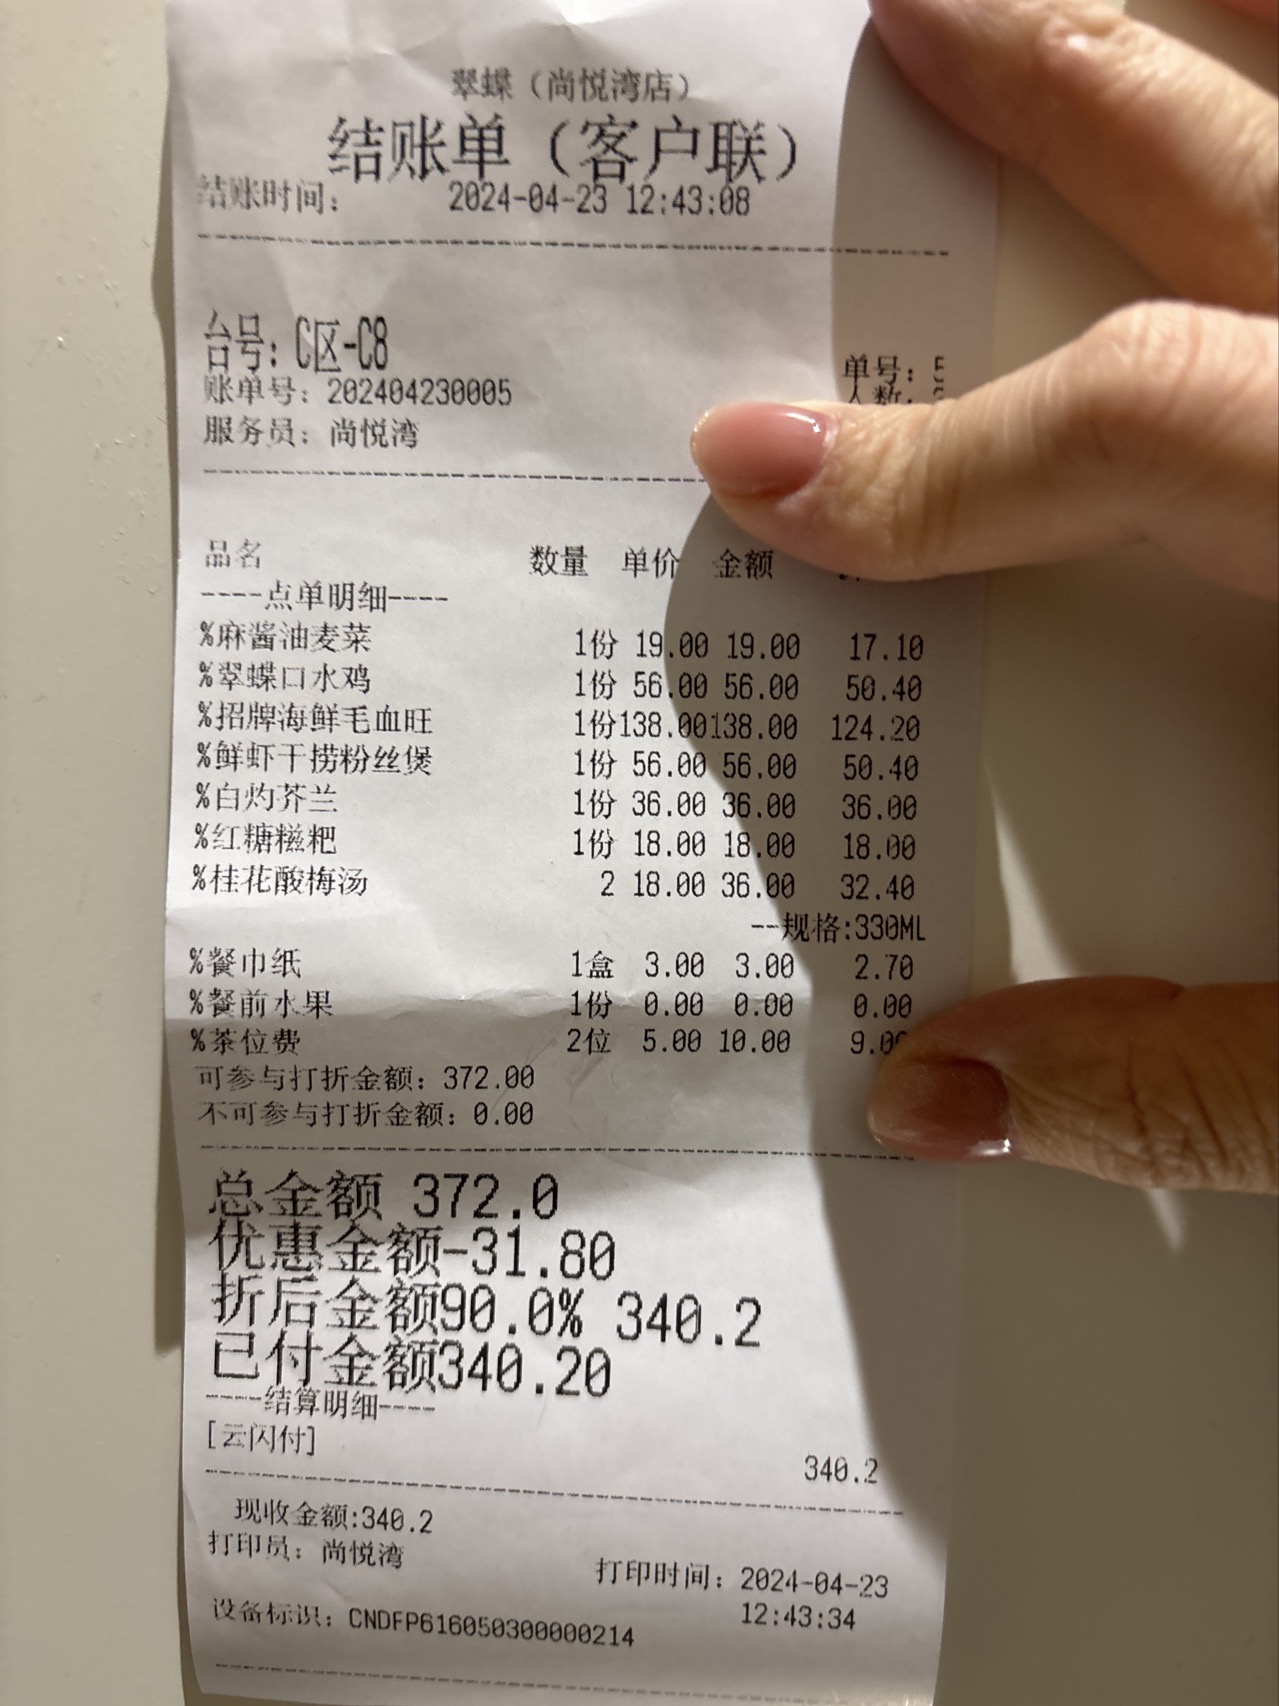 翠蝶（尚悦湾店）
结账单（客户联）
结账时间： 2024-04-23 12:43:08
台号：C区-C8
单号：
账单号：202404230005
人数：
服务员：尚悦湾
品名 数量 单价 金额
----点单明细----
%麻酱油麦菜 1份 19.00 19.00 17.10
%翠蝶口水鸡 1份 56.00 56.00 50.40
%招牌海鲜毛血旺 1份138.00138.00 124.20
%鲜虾干捞粉丝煲 1份 56.00 56.00 50.40
%白灼芥兰 1份 36.00 36.00 36.00
%红糖糍粑 1份 18.00 18.00 18.00
%桂花酸梅汤 2 18.00 36.00 32.40
--规格:330ML
%餐巾纸 1盒 3.00 3.00 2.70
%餐前水果 1份 0.00 0.00 0.00
%茶位费 2位 5.00 10.00 9.00
可参与打折金额：372.00
不可参与打折金额：0.00
总金额 372.0
优惠金额-31.80
折后金额90.0% 340.2
已付金额340.20
----结算明细----
[云闪付]
340.2
现收金额:340.2
打印员：尚悦湾
打印时间：2024-04-23
12:43:34
设备标识：CNDFP616050300000214